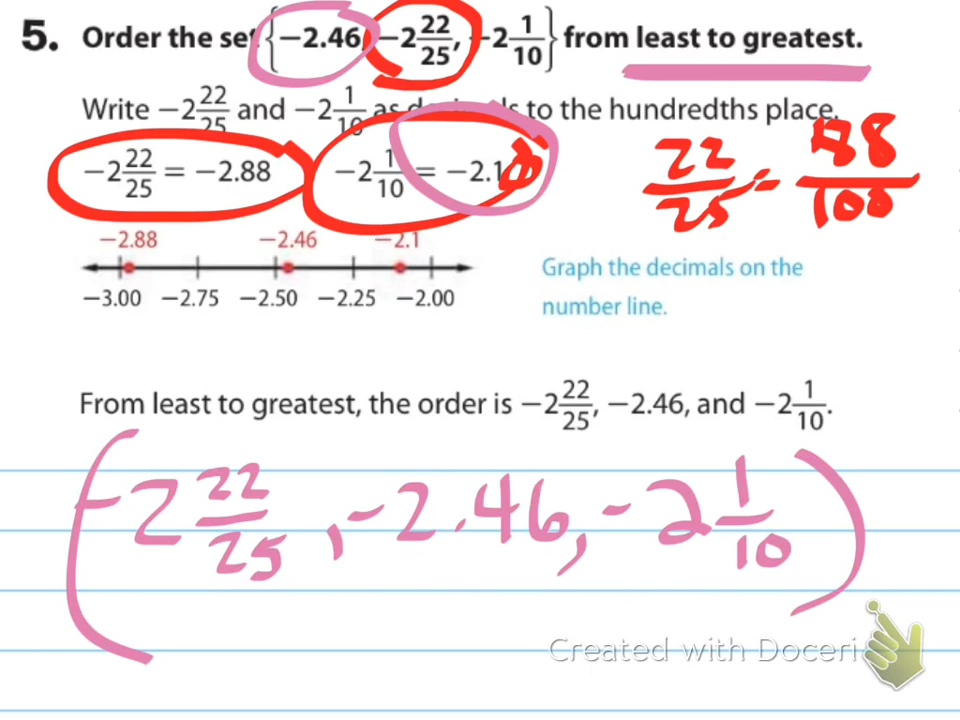 5. Order the set {−2.46, −2 22/25, −2 1/10} from least to greatest.
Write −2 22/25 and −2 1/10 as decimals to the hundredths place.
−2 22/25 = −2.88 −2 1/10 = −2.10
22/25 = 88/100
−2.88 −2.46 −2.1
−3.00 −2.75 −2.50 −2.25 −2.00
Graph the decimals on the
number line.
From least to greatest, the order is −2 22/25, −2.46, and −2 1/10.
(−2 22/25, −2.46, −2 1/10)
Created with Doceri